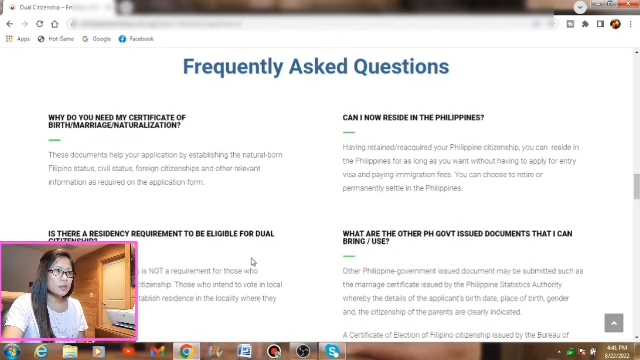 Dual Citizenship – Em
Apps
Hot Game
Google
Facebook
Frequently Asked Questions
WHY DO YOU NEED MY CERTIFICATE OF
BIRTH/MARRIAGE/NATURALIZATION?
These documents help your application by establishing the natural-born
Filipino status, civil status, foreign citizenships and other relevant
information as required on the application form.
IS THERE A RESIDENCY REQUIREMENT TO BE ELIGIBLE FOR DUAL
CITIZENSHIP?
is NOT a requirement for those who
citizenship. Those who intend to vote in local
establish residence in the locality where they
CAN I NOW RESIDE IN THE PHILIPPINES?
Having retained/reacquired your Philippine citizenship, you can reside in
the Philippines for as long as you want without having to apply for entry
visa and paying immigration fees. You can choose to retire or
permanently settle in the Philippines.
WHAT ARE THE OTHER PH GOVT ISSUED DOCUMENTS THAT I CAN
BRING / USE?
Other Philippine-government issued document may be submitted such as
the marriage certificate issued by the Philippine Statistics Authority
whereby the details of the applicant's birth date, place of birth, gender
and, the citizenship of the parents are clearly indicated.
A Certificate of Election of Filipino citizenship issued by the Bureau of
4:41 PM
8/22/2022